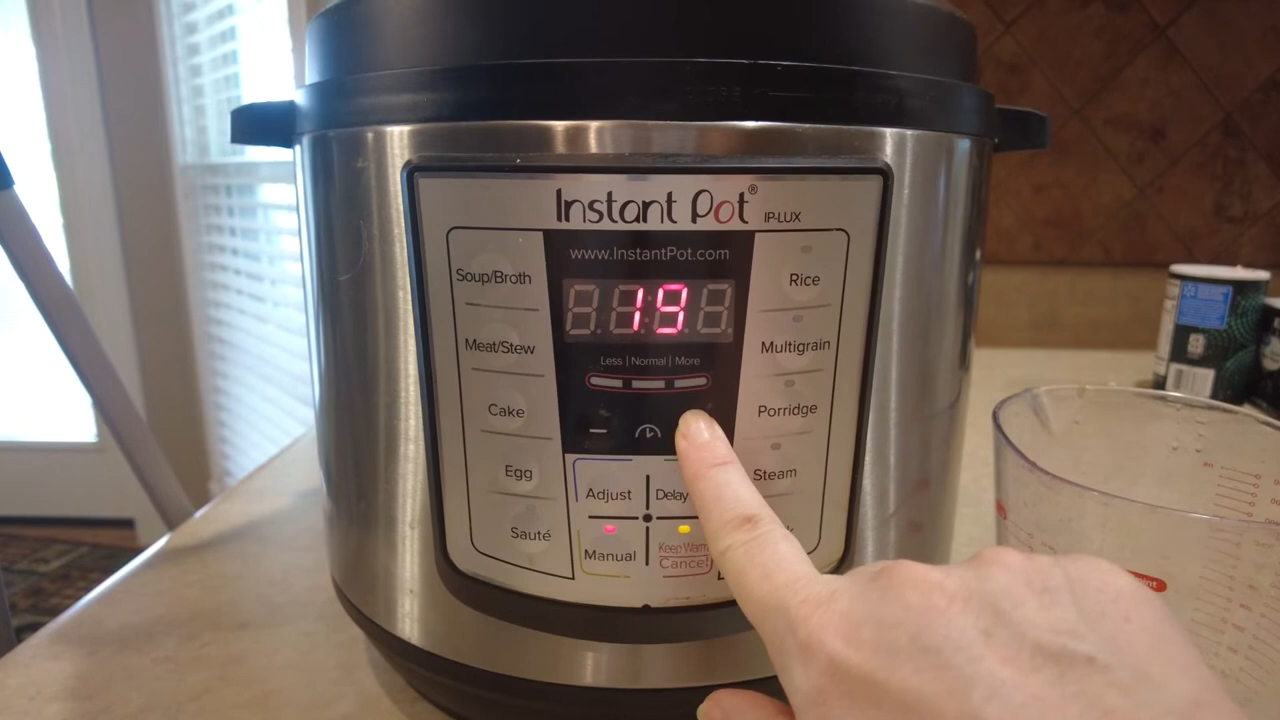 Instant Pot® IP-LUX
www.InstantPot.com
19
Less | Normal | More
Soup/Broth
Meat/Stew
Cake
Egg
Sauté
Rice
Multigrain
Porridge
Steam
Adjust
Delay
Manual
Keep Warm
Cancel